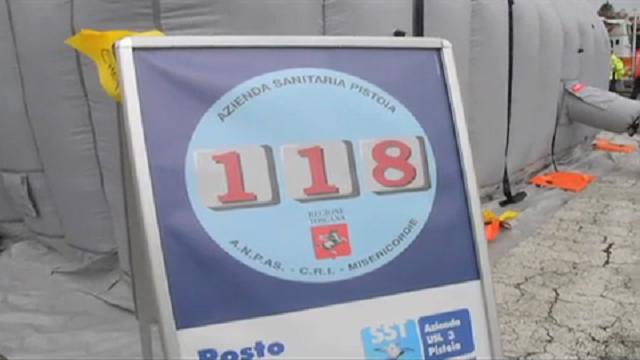 AZIENDA SANITARIA PISTOIA
118
REGIONE
TOSCANA
A.N.P.AS. - C.R.I. - MISERICORDIE
Posto
SST
Azienda
USL 3
Pistoia